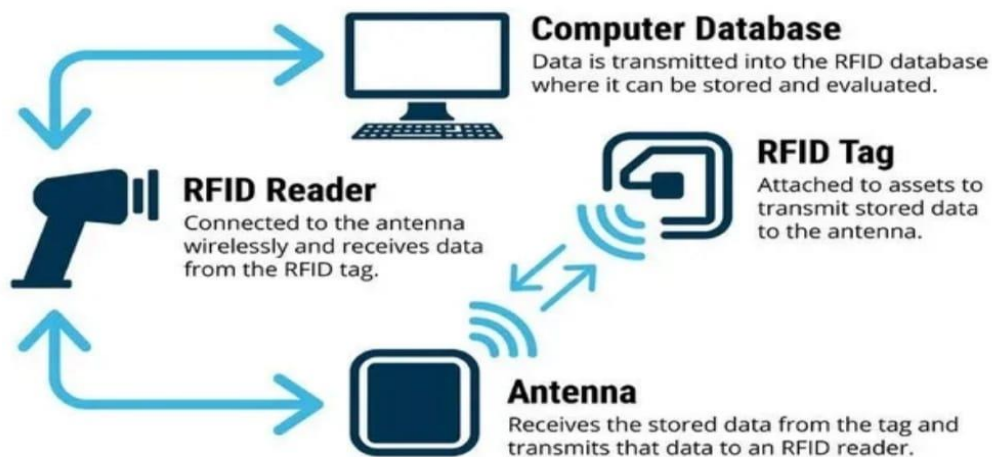 Computer Database
Data is transmitted into the RFID database
where it can be stored and evaluated.
RFID Tag
Attached to assets to
transmit stored data
to the antenna.
RFID Reader
Connected to the antenna
wirelessly and receives data
from the RFID tag.
Antenna
Receives the stored data from the tag and
transmits that data to an RFID reader.